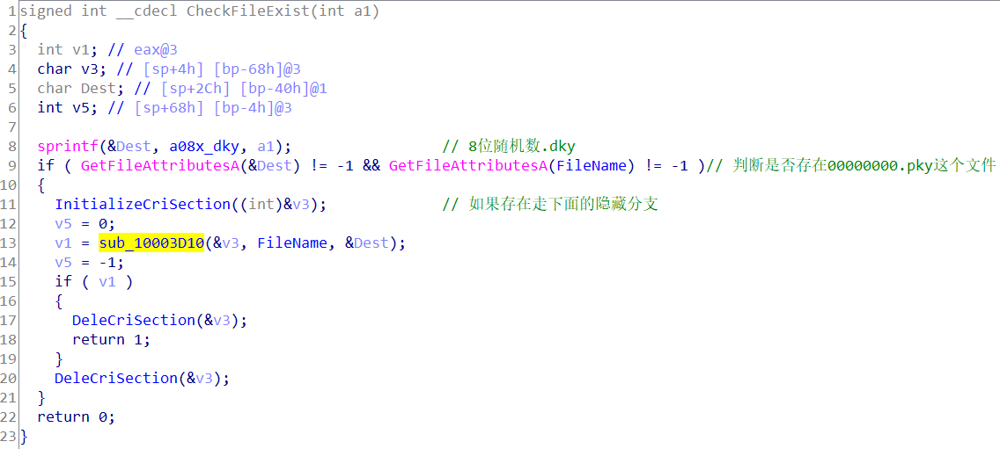 1 signed int __cdecl CheckFileExist(int a1)
2 {
3   int v1; // eax@3
4   char v3; // [sp+4h] [bp-68h]@3
5   char Dest; // [sp+2Ch] [bp-40h]@1
6   int v5; // [sp+68h] [bp-4h]@3
7
8   sprintf(&Dest, a08x_dky, a1);                 // 8位随机数.dky
9   if ( GetFileAttributesA(&Dest) != -1 && GetFileAttributesA(FileName) != -1 )// 判断是否存在00000000.pky这个文件
10   {
11     InitializeCriSection((int)&v3);             // 如果存在走下面的隐藏分支
12     v5 = 0;
13     v1 = sub_10003D10(&v3, FileName, &Dest);
14     v5 = -1;
15     if ( v1 )
16     {
17       DeleCriSection(&v3);
18       return 1;
19     }
20     DeleCriSection(&v3);
21   }
22   return 0;
23 }